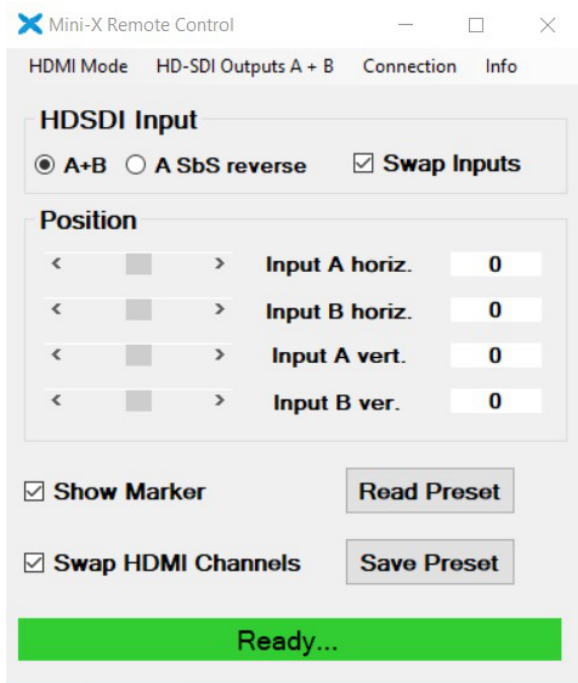 Mini-X Remote Control
HDMI Mode HD-SDI Outputs A + B Connection Info
HDSDI Input
A+B A SbS reverse Swap Inputs
Position
Input A horiz. 0
Input B horiz. 0
Input A vert. 0
Input B ver. 0
Show Marker Read Preset
Swap HDMI Channels Save Preset
Ready...